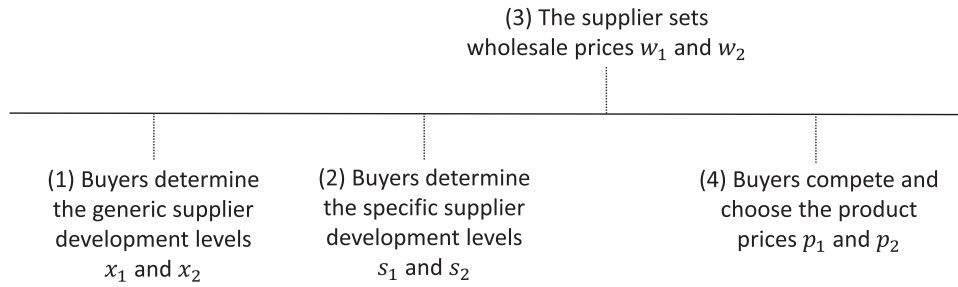 (3) The supplier sets
wholesale prices w₁ and w₂
(1) Buyers determine
the generic supplier
development levels
x₁ and x₂
(2) Buyers determine
the specific supplier
development levels
s₁ and s₂
(4) Buyers compete and
choose the product
prices p₁ and p₂